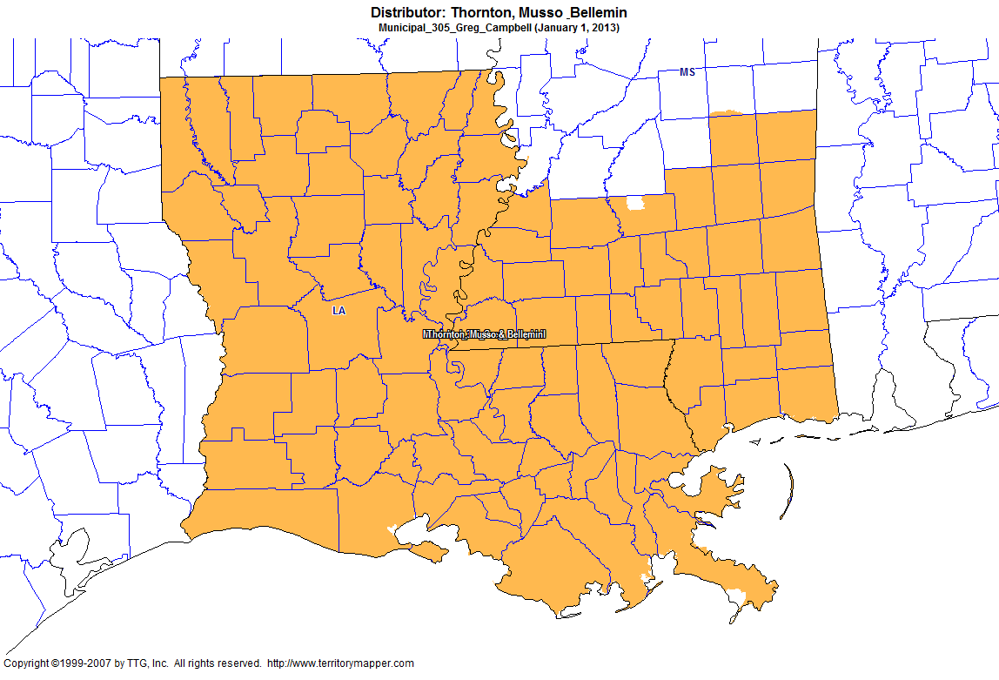 Distributor: Thornton, Musso _Bellemin
Municipal_305_Greg_Campbell (January 1, 2013)
MS
LA
Thornton, Musso & Bellemin
Copyright ©1999-2007 by TTG, Inc. All rights reserved. http://www.territorymapper.com